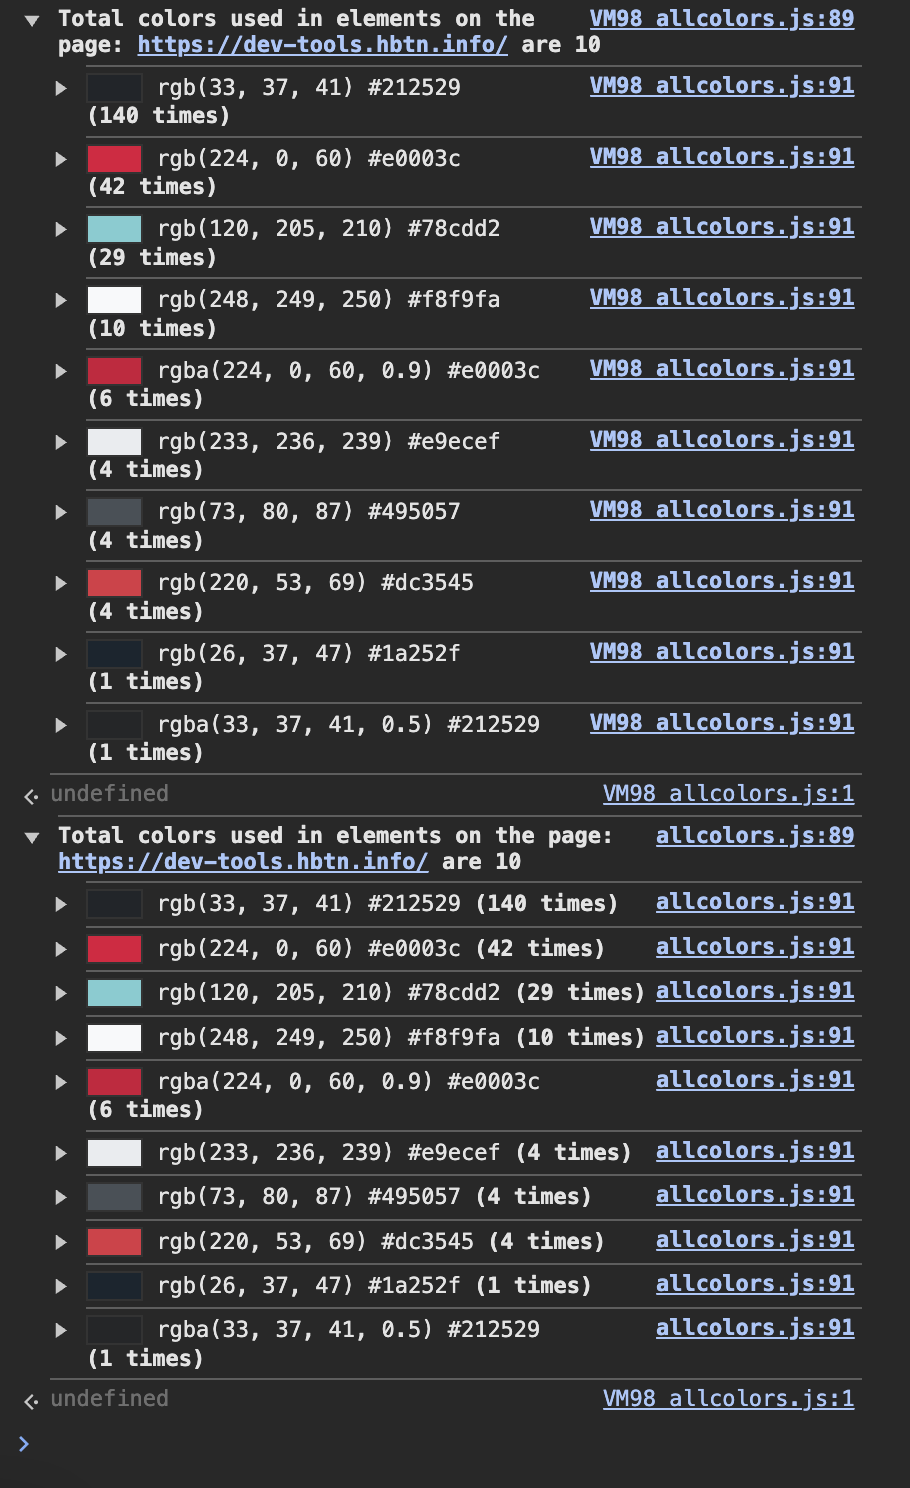 Total colors used in elements on the VM98 allcolors.js:89
page: https://dev-tools.hbtn.info/ are 10
rgb(33, 37, 41) #212529 VM98 allcolors.js:91
(140 times)
rgb(224, 0, 60) #e0003c VM98 allcolors.js:91
(42 times)
rgb(120, 205, 210) #78cdd2 VM98 allcolors.js:91
(29 times)
rgb(248, 249, 250) #f8f9fa VM98 allcolors.js:91
(10 times)
rgba(224, 0, 60, 0.9) #e0003c VM98 allcolors.js:91
(6 times)
rgb(233, 236, 239) #e9ecef VM98 allcolors.js:91
(4 times)
rgb(73, 80, 87) #495057 VM98 allcolors.js:91
(4 times)
rgb(220, 53, 69) #dc3545 VM98 allcolors.js:91
(4 times)
rgb(26, 37, 47) #1a252f VM98 allcolors.js:91
(1 times)
rgba(33, 37, 41, 0.5) #212529 VM98 allcolors.js:91
(1 times)
undefined VM98 allcolors.js:1
Total colors used in elements on the page: allcolors.js:89
https://dev-tools.hbtn.info/ are 10
rgb(33, 37, 41) #212529 (140 times) allcolors.js:91
rgb(224, 0, 60) #e0003c (42 times) allcolors.js:91
rgb(120, 205, 210) #78cdd2 (29 times) allcolors.js:91
rgb(248, 249, 250) #f8f9fa (10 times) allcolors.js:91
rgba(224, 0, 60, 0.9) #e0003c allcolors.js:91
(6 times)
rgb(233, 236, 239) #e9ecef (4 times) allcolors.js:91
rgb(73, 80, 87) #495057 (4 times) allcolors.js:91
rgb(220, 53, 69) #dc3545 (4 times) allcolors.js:91
rgb(26, 37, 47) #1a252f (1 times) allcolors.js:91
rgba(33, 37, 41, 0.5) #212529 allcolors.js:91
(1 times)
undefined VM98 allcolors.js:1